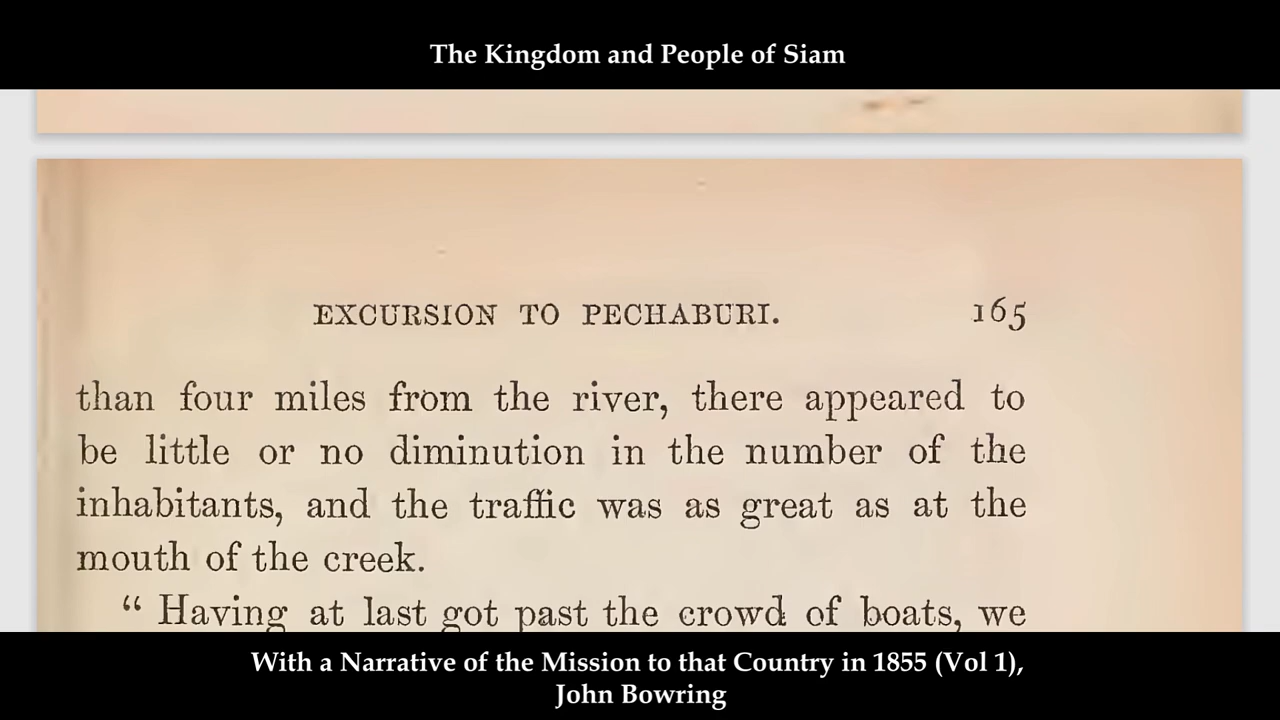 The Kingdom and People of Siam
EXCURSION TO PECHABURI. 165
than four miles from the river, there appeared to
be little or no diminution in the number of the
inhabitants, and the traffic was as great as at the
mouth of the creek.
“ Having at last got past the crowd of boats, we
With a Narrative of the Mission to that Country in 1855 (Vol 1),
John Bowring